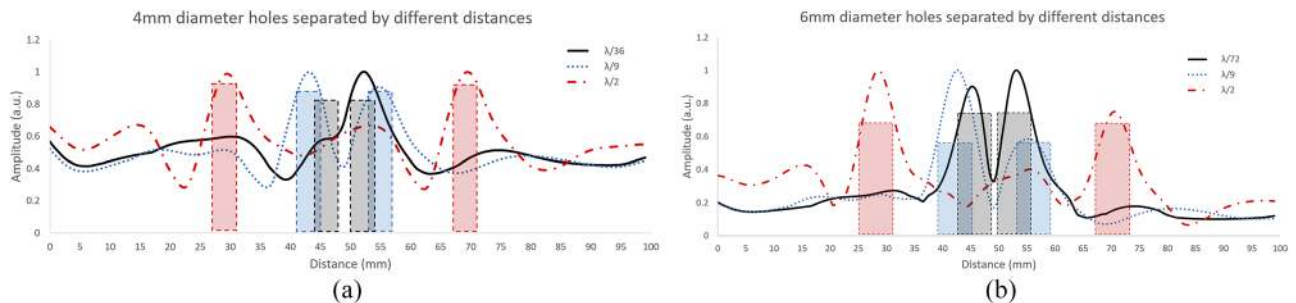 4mm diameter holes separated by different distances
1.2
1
0.8
0.6
0.4
0.2
0
Amplitude (a.u.)
λ/36
λ/9
λ/2
0 5 10 15 20 25 30 35 40 45 50 55 60 65 70 75 80 85 90 95 100
Distance (mm)
(a)
6mm diameter holes separated by different distances
1.2
1
0.8
0.6
0.4
0.2
0
Amplitude (a.u.)
λ/72
λ/9
λ/2
0 5 10 15 20 25 30 35 40 45 50 55 60 65 70 75 80 85 90 95 100
Distance (mm)
(b)